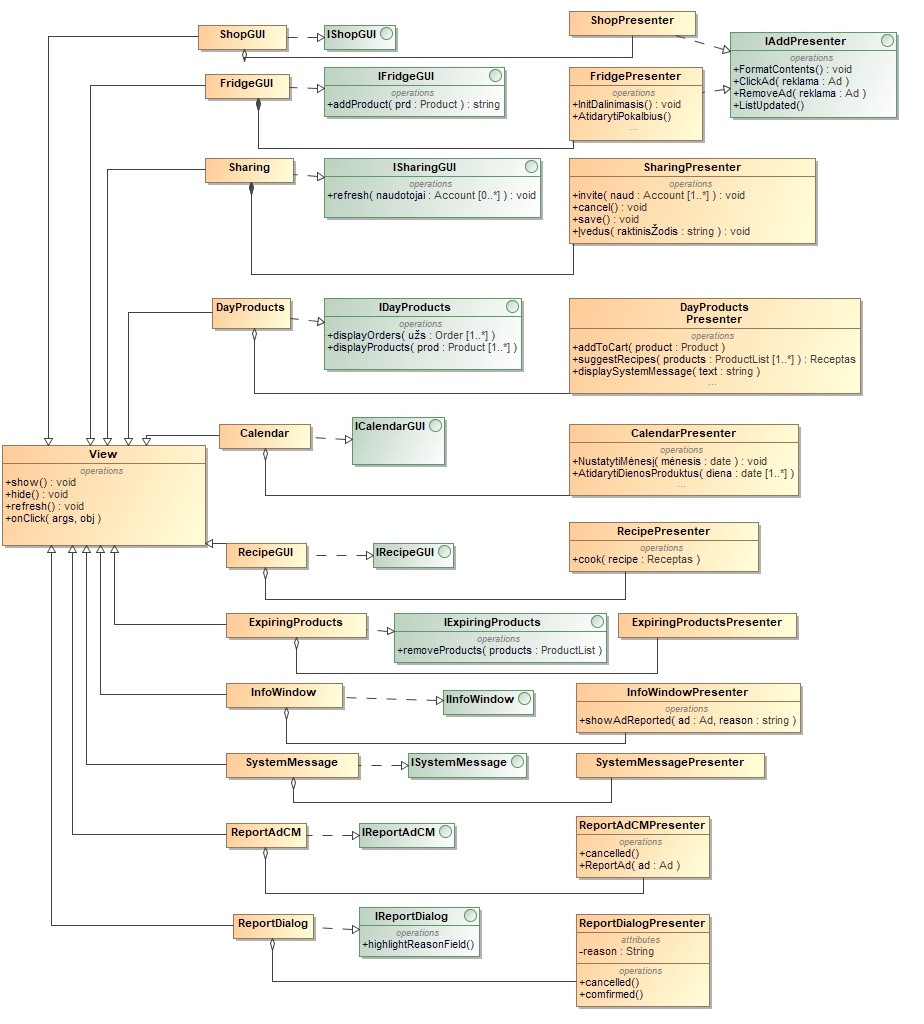 ShopGUI
IShopGUI
ShopPresenter
IAddPresenter
operations
+FormatContents() : void
+ClickAd( reklama : Ad )
+RemoveAd( reklama : Ad )
+ListUpdated()
FridgeGUI
IFridgeGUI
operations
+addProduct( prd : Product ) : string
FridgePresenter
operations
+InitDalinimasis() : void
+AtidarytiPokalbius()
...
Sharing
ISharingGUI
operations
+refresh( naudotojai : Account [0..*] ) : void
SharingPresenter
operations
+invite( naud : Account [1..*] ) : void
+cancel() : void
+save() : void
+Įvedus( raktinisŽodis : string ) : void
DayProducts
IDayProducts
operations
+displayOrders( užs : Order [1..*] )
+displayProducts( prod : Product [1..*] )
DayProducts
Presenter
operations
+addToCart( product : Product )
+suggestRecipes( products : ProductList [1..*] ) : Receptas
+displaySystemMessage( text : string )
...
Calendar
ICalendarGUI
CalendarPresenter
operations
+NustatytiMėnesį( mėnesis : date ) : void
+AtidarytiDienosProduktus( diena : date [1..*] )
...
View
operations
+show() : void
+hide() : void
+refresh() : void
+onClick( args, obj )
RecipeGUI
IRecipeGUI
RecipePresenter
operations
+cook( recipe : Receptas )
ExpiringProducts
IExpiringProducts
operations
+removeProducts( products : ProductList )
ExpiringProductsPresenter
InfoWindow
IInfoWindow
InfoWindowPresenter
operations
+showAdReported( ad : Ad, reason : string )
SystemMessage
ISystemMessage
SystemMessagePresenter
ReportAdCM
IReportAdCM
ReportAdCMPresenter
operations
+cancelled()
+ReportAd( ad : Ad )
ReportDialog
IReportDialog
operations
+highlightReasonField()
ReportDialogPresenter
attributes
-reason : String
operations
+cancelled()
+comfirmed()